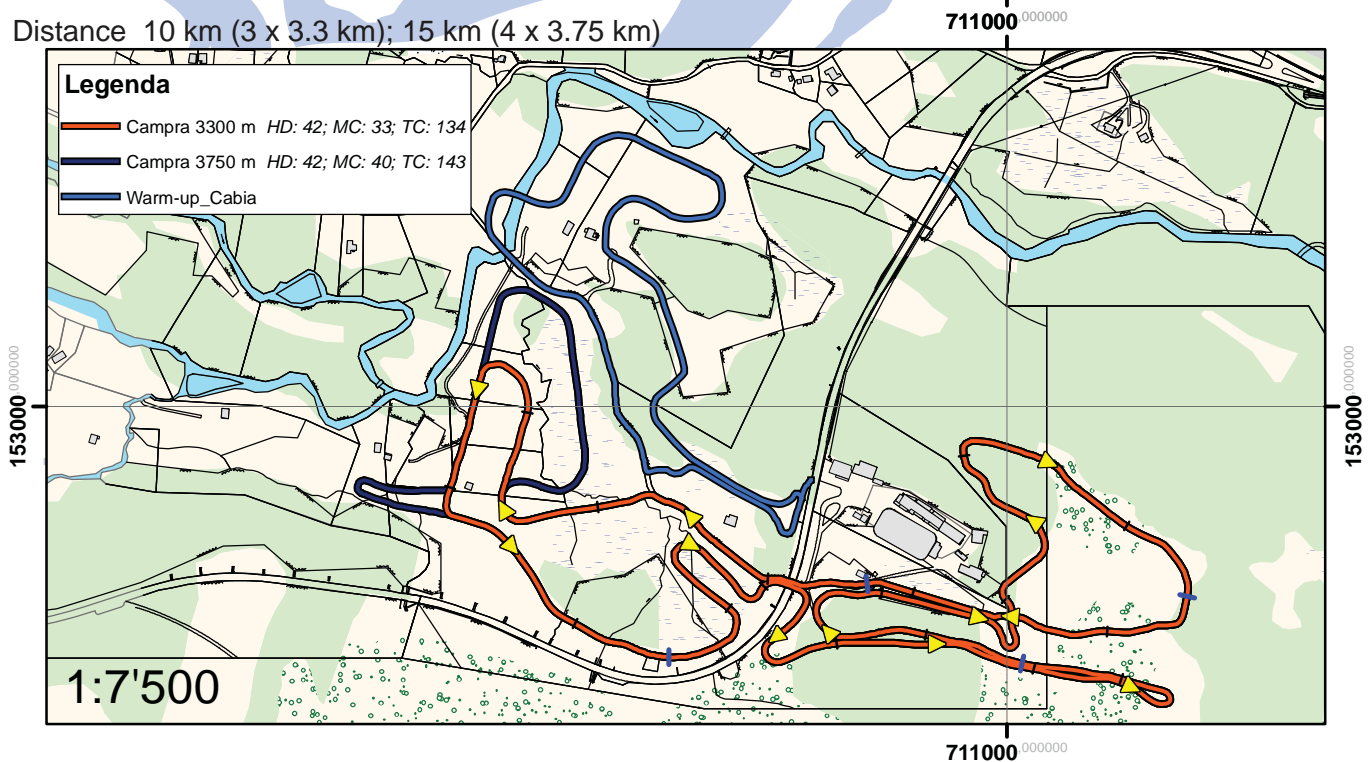 711000.000000
Distance 10 km (3 x 3.3 km); 15 km (4 x 3.75 km)
Legenda
Campra 3300 m HD: 42; MC: 33; TC: 134
Campra 3750 m HD: 42; MC: 40; TC: 143
Warm-up_Cabia
153000.000000
153000.000000
1:7'500
711000.000000